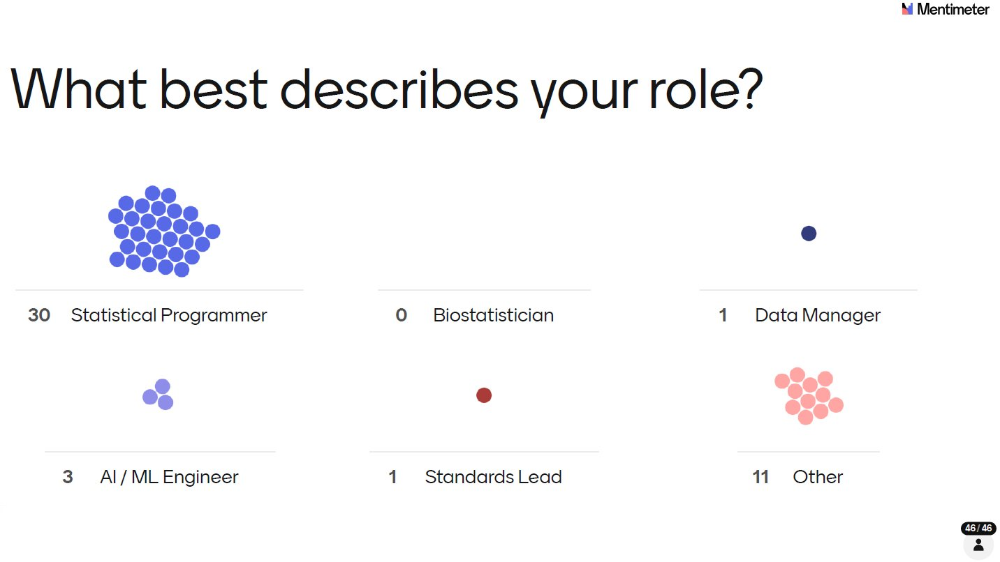 Mentimeter
What best describes your role?
30 Statistical Programmer
0 Biostatistician
1 Data Manager
3 AI / ML Engineer
1 Standards Lead
11 Other
46 / 46